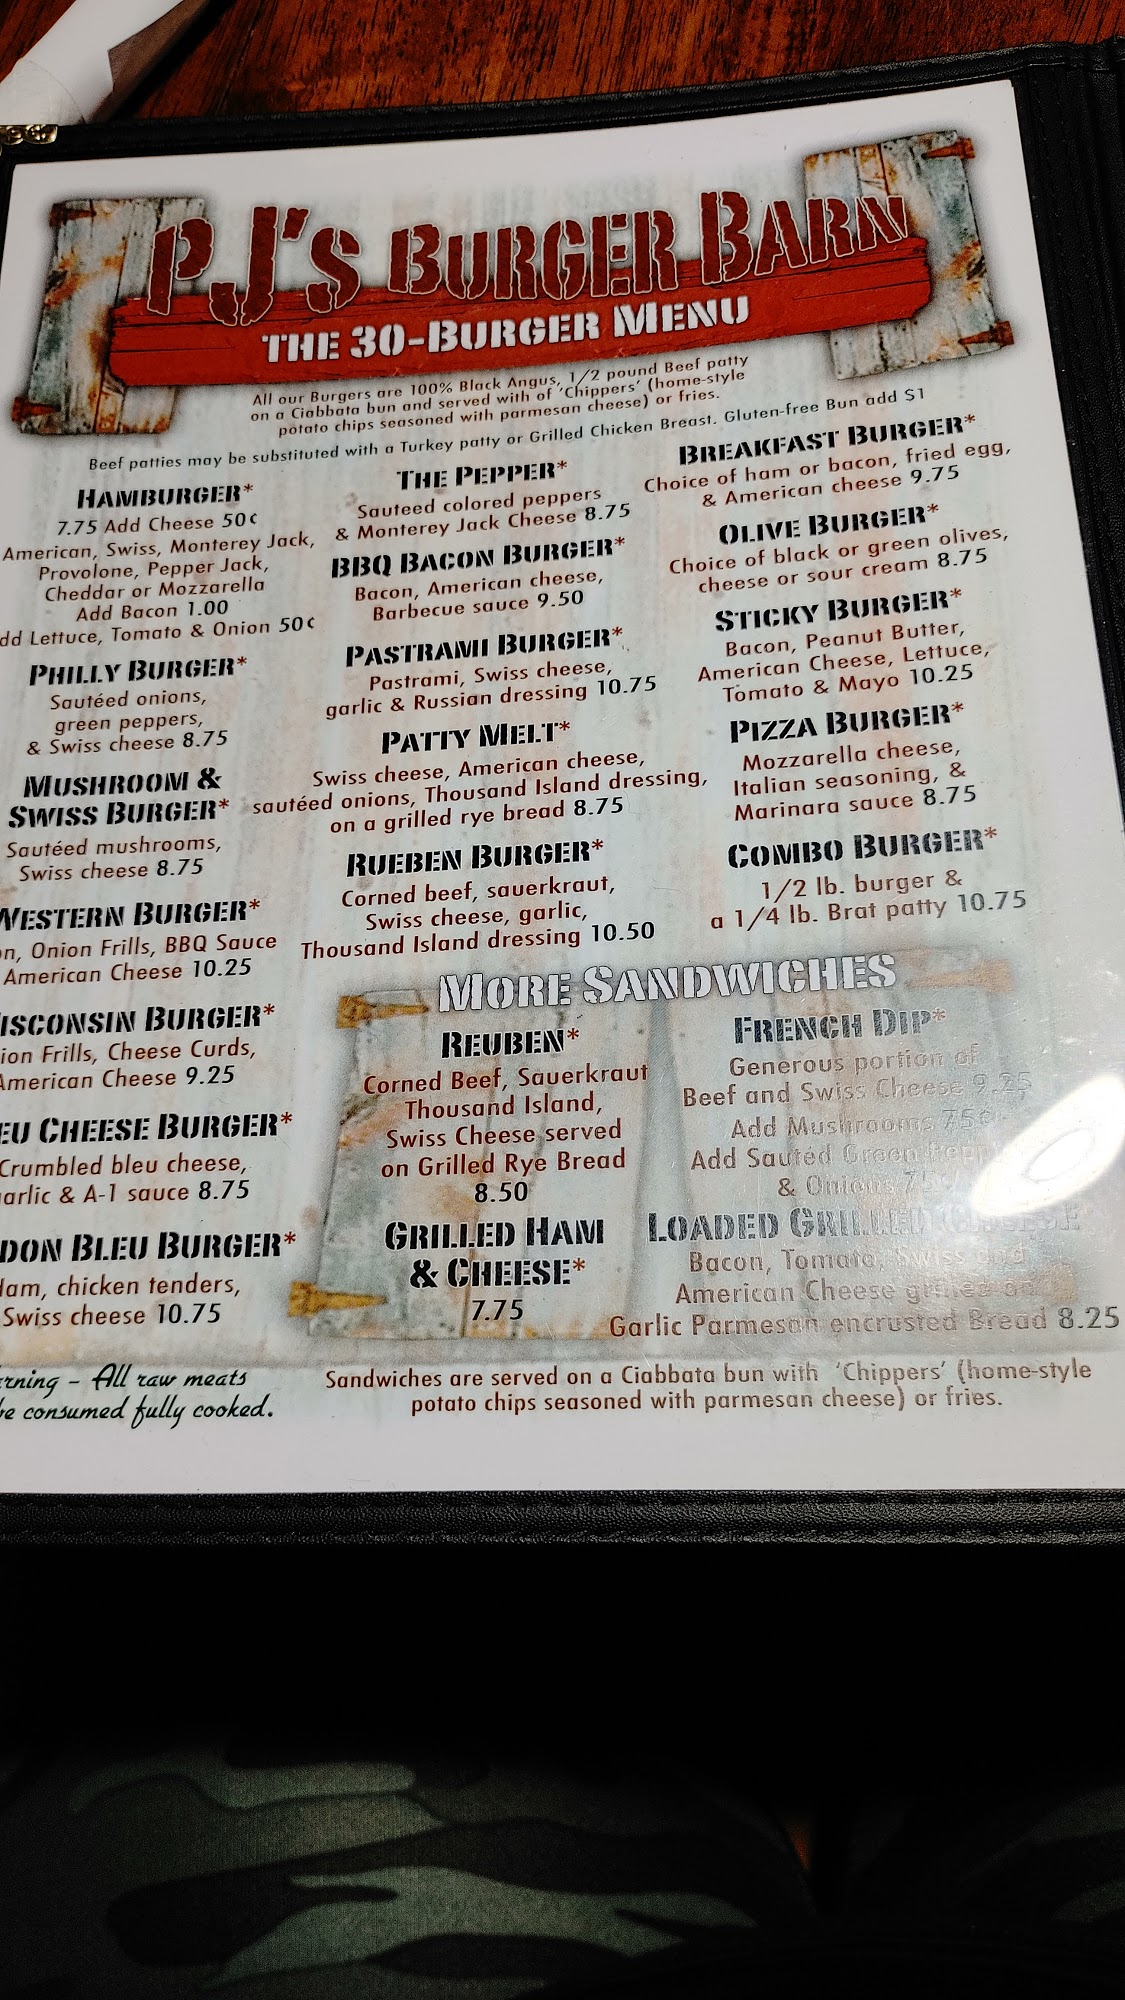 PJ's Burger Barn
The 30-Burger Menu
All our Burgers are 100% Black Angus, 1/2 pound Beef patty
on a Ciabbata bun and served with of 'Chippers' (home-style
potato chips seasoned with parmesan cheese) or fries.
Beef patties may be substituted with a Turkey patty or Grilled Chicken Breast. Gluten-free Bun add $1
Hamburger*
7.75 Add Cheese 50¢
American, Swiss, Monterey Jack,
Provolone, Pepper Jack,
Cheddar or Mozzarella
Add Bacon 1.00
Lettuce, Tomato & Onion 50¢
Philly Burger*
Sautéed onions,
green peppers,
& Swiss cheese 8.75
Mushroom &
Swiss Burger*
Sautéed mushrooms,
Swiss cheese 8.75
Western Burger*
Onion Frills, BBQ Sauce
American Cheese 10.25
Burger*
Frills, Cheese Curds,
American Cheese 9.25
Cheese Burger*
Crumbled bleu cheese,
garlic & A-1 sauce 8.75
Bleu Burger*
Ham, chicken tenders,
Swiss cheese 10.75
All raw meats
be consumed fully cooked.
The Pepper*
Sauteed colored peppers
& Monterey Jack Cheese 8.75
BBQ Bacon Burger*
Bacon, American cheese,
Barbecue sauce 9.50
Pastrami Burger*
Pastrami, Swiss cheese,
garlic & Russian dressing 10.75
Patty Melt*
Swiss cheese, American cheese,
sautéed onions, Thousand Island dressing,
on a grilled rye bread 8.75
Rueben Burger*
Corned beef, sauerkraut,
Swiss cheese, garlic,
Thousand Island dressing 10.50
Breakfast Burger*
Choice of ham or bacon, fried egg,
& American cheese 9.75
Olive Burger*
Choice of black or green olives,
cheese or sour cream 8.75
Sticky Burger*
Bacon, Peanut Butter,
American Cheese, Lettuce,
Tomato & Mayo 10.25
Pizza Burger*
Mozzarella cheese,
Italian seasoning, &
Marinara sauce 8.75
Combo Burger*
1/2 lb. burger &
a 1/4 lb. Brat patty 10.75
More Sandwiches
Reuben*
Corned Beef, Sauerkraut
Thousand Island,
Swiss Cheese served
on Grilled Rye Bread
8.50
Grilled Ham
& Cheese*
7.75
French Dip*
Generous portion of
Beef and Swiss Cheese 9.25
Add Mushrooms 75¢
Add Sautéd Green
& Onions
Loaded Grilled Cheese
Bacon, Tomato, Swiss and
American Cheese grilled on
Garlic Parmesan encrusted Bread 8.25
Sandwiches are served on a Ciabbata bun with 'Chippers' (home-style
potato chips seasoned with parmesan cheese) or fries.